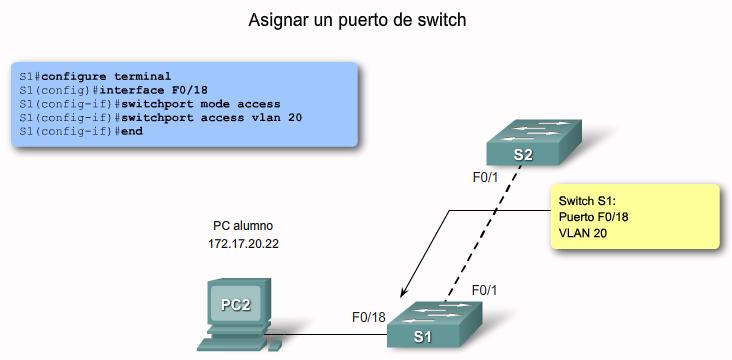 Asignar un puerto de switch
S1#configure terminal
S1(config)#interface F0/18
S1(config-if)#switchport mode access
S1(config-if)#switchport access vlan 20
S1(config-if)#end
S2
F0/1
Switch S1:
Puerto F0/18
VLAN 20
PC alumno
172.17.20.22
PC2
F0/18
F0/1
S1